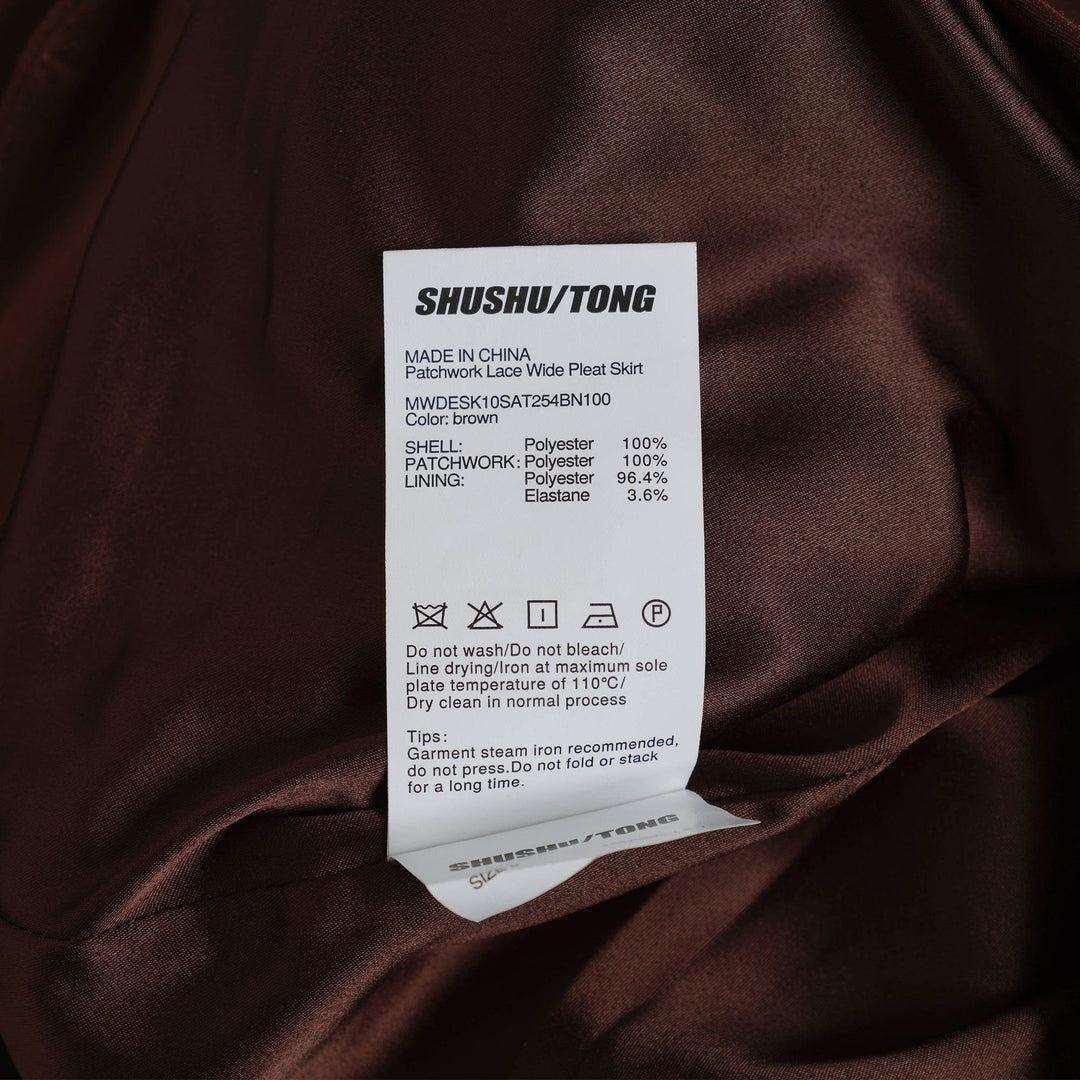 SHUSHU/TONG
MADE IN CHINA
Patchwork Lace Wide Pleat Skirt
MWDESK10SAT254BN100
Color: brown
SHELL: Polyester 100%
PATCHWORK: Polyester 100%
LINING: Polyester 96.4%
Elastane 3.6%
P
Do not wash/Do not bleach/
Line drying/Iron at maximum sole
plate temperature of 110℃/
Dry clean in normal process
Tips:
Garment steam iron recommended,
do not press.Do not fold or stack
for a long time.
SHUSHU/TONG